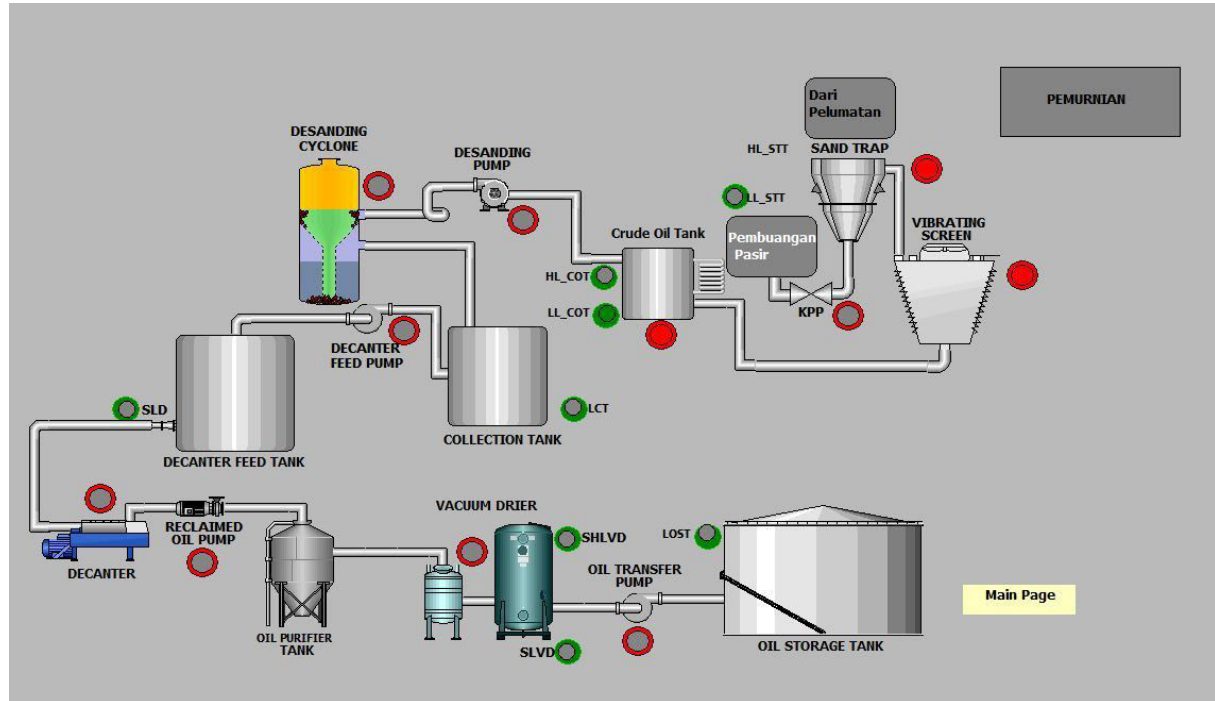 Dari
Pelumatan
PEMURNIAN
DESANDING
CYCLONE
DESANDING
PUMP
HL_STT
SAND TRAP
LL_STT
VIBRATING
SCREEN
Crude Oil Tank
Pembuangan
Pasir
HL_COT
LL_COT
KPP
DECANTER
FEED PUMP
SLD
LCT
COLLECTION TANK
DECANTER FEED TANK
RECLAIMED
OIL PUMP
VACUUM DRIER
SHLVD
LOST
OIL TRANSFER
PUMP
DECANTER
Main Page
OIL PURIFIER
TANK
SLVD
OIL STORAGE TANK